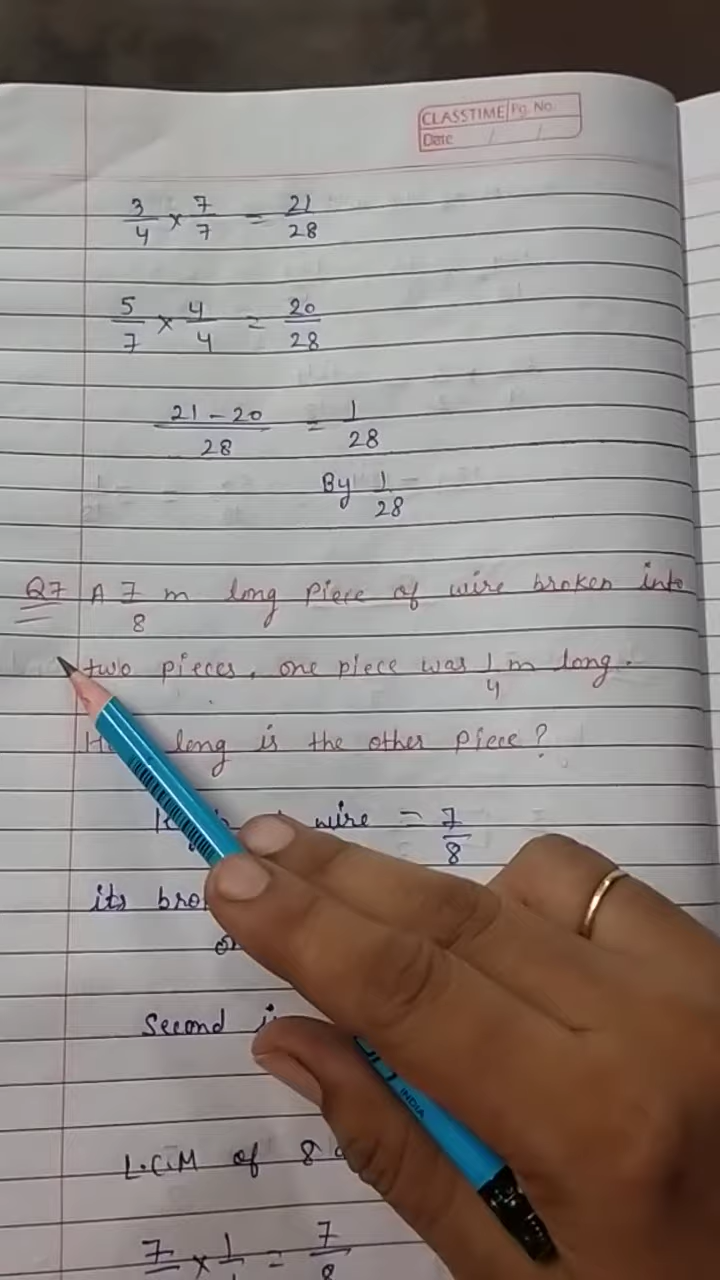 CLASSTIME Pg. No.
Date / /
3/4 × 7/7 = 21/28
5/7 × 4/4 = 20/28
21 - 20/28 = 1/28
By 1/28
Q7 A 7/8 m long piece of wire broken into
two pieces. one piece was 1/4 m long.
long is the other piece?
wire = 7/8
its
Second
L.C.M of 8
7 × 1 = 7/8
INDIA